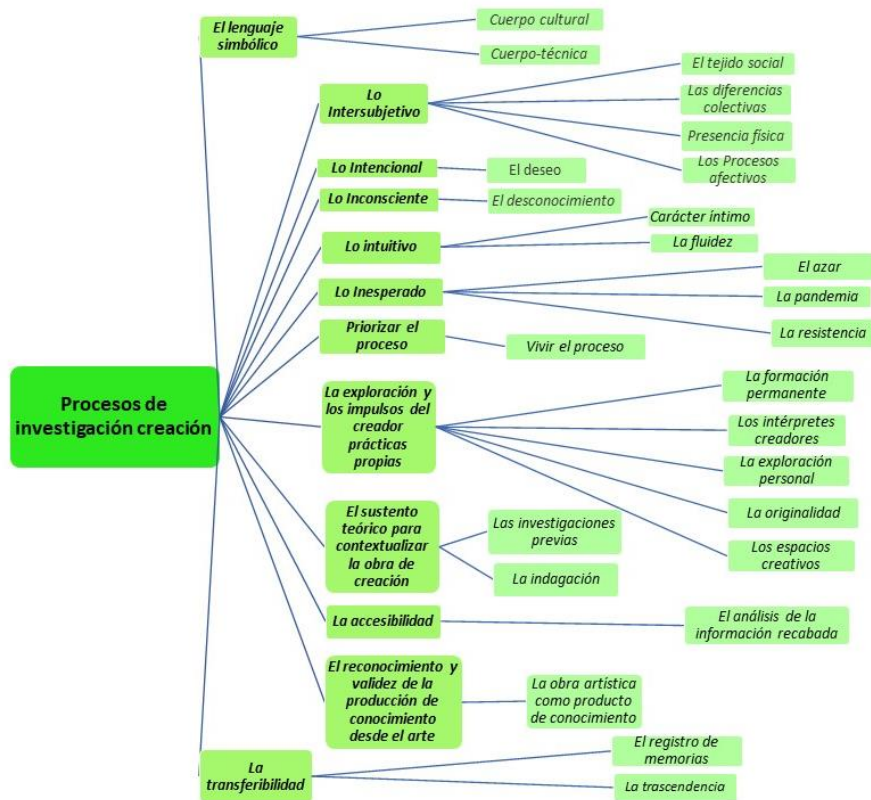 El lenguaje
simbólico
Cuerpo cultural
Cuerpo-técnica
Lo
Intersubjetivo
El tejido social
Las diferencias
colectivas
Presencia física
Los Procesos
afectivos
Lo Intencional
El deseo
Lo Inconsciente
El desconocimiento
Lo intuitivo
Carácter íntimo
La fluidez
Lo Inesperado
El azar
La pandemia
La resistencia
Priorizar el
proceso
Vivir el proceso
Procesos de
investigación creación
La exploración y
los impulsos del
creador
prácticas
propias
La formación
permanente
Los intérpretes
creadores
La exploración
personal
La originalidad
Los espacios
creativos
El sustento
teórico para
contextualizar
la obra de
creación
Las investigaciones
previas
La indagación
La accesibilidad
El análisis de la
información recabada
El reconocimiento y
validez de la
producción de
conocimiento
desde el arte
La obra artística
como producto
de conocimiento
La
transferibilidad
El registro de
memorias
La trascendencia